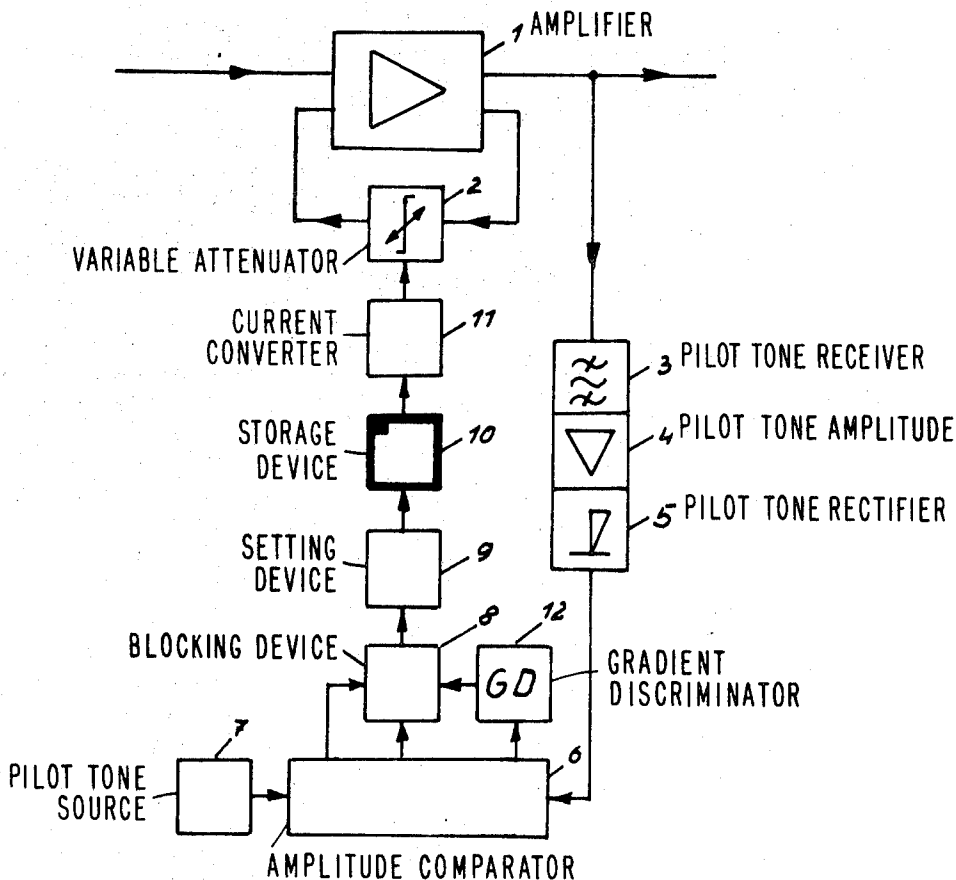 1 AMPLIFIER
2
VARIABLE ATTENUATOR
CURRENT
CONVERTER
11
3 PILOT TONE RECEIVER
STORAGE
DEVICE
10
4 PILOT TONE AMPLITUDE
5 PILOT TONE RECTIFIER
SETTING
DEVICE
9
8
12
BLOCKING DEVICE
GD
GRADIENT
DISCRIMINATOR
7
6
PILOT TONE
SOURCE
AMPLITUDE COMPARATOR